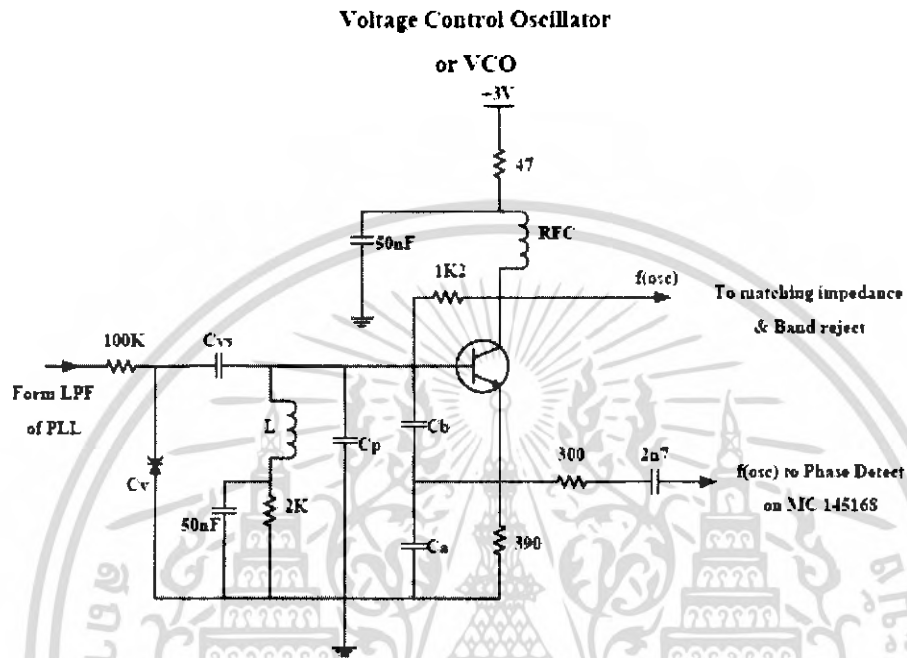 Voltage Control Oscillator
or VCO
+3V
47
50nF
RFC
1K2
f(osc)
To matching impedance
& Band reject
100K
Cvs
Form LPF
of PLL
L
Cp
Cb
Cv
50nF
2K
300
2n7
f(osc) to Phase Detect
on MC 145168
Ca
390